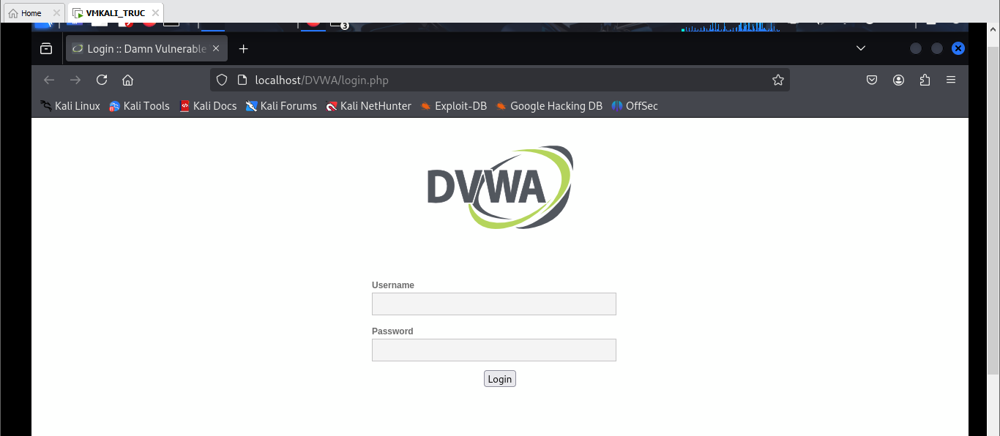 Home VMKALI_TRUC
3
Login :: Damn Vulnerable
localhost/DVWA/login.php
Kali Linux Kali Tools Kali Docs Kali Forums Kali NetHunter Exploit-DB Google Hacking DB OffSec
DVWA
Username
Password
Login